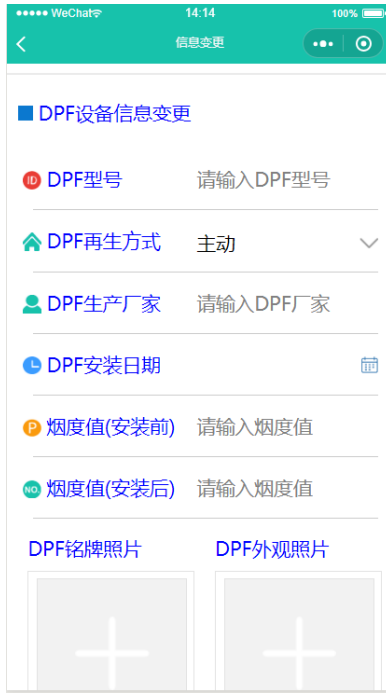 WeChat 14:14 100%
信息变更
DPF设备信息变更
ID DPF型号 请输入DPF型号
DPF再生方式 主动
DPF生产厂家 请输入DPF厂家
DPF安装日期
P 烟度值(安装前) 请输入烟度值
NO. 烟度值(安装后) 请输入烟度值
DPF铭牌照片 DPF外观照片